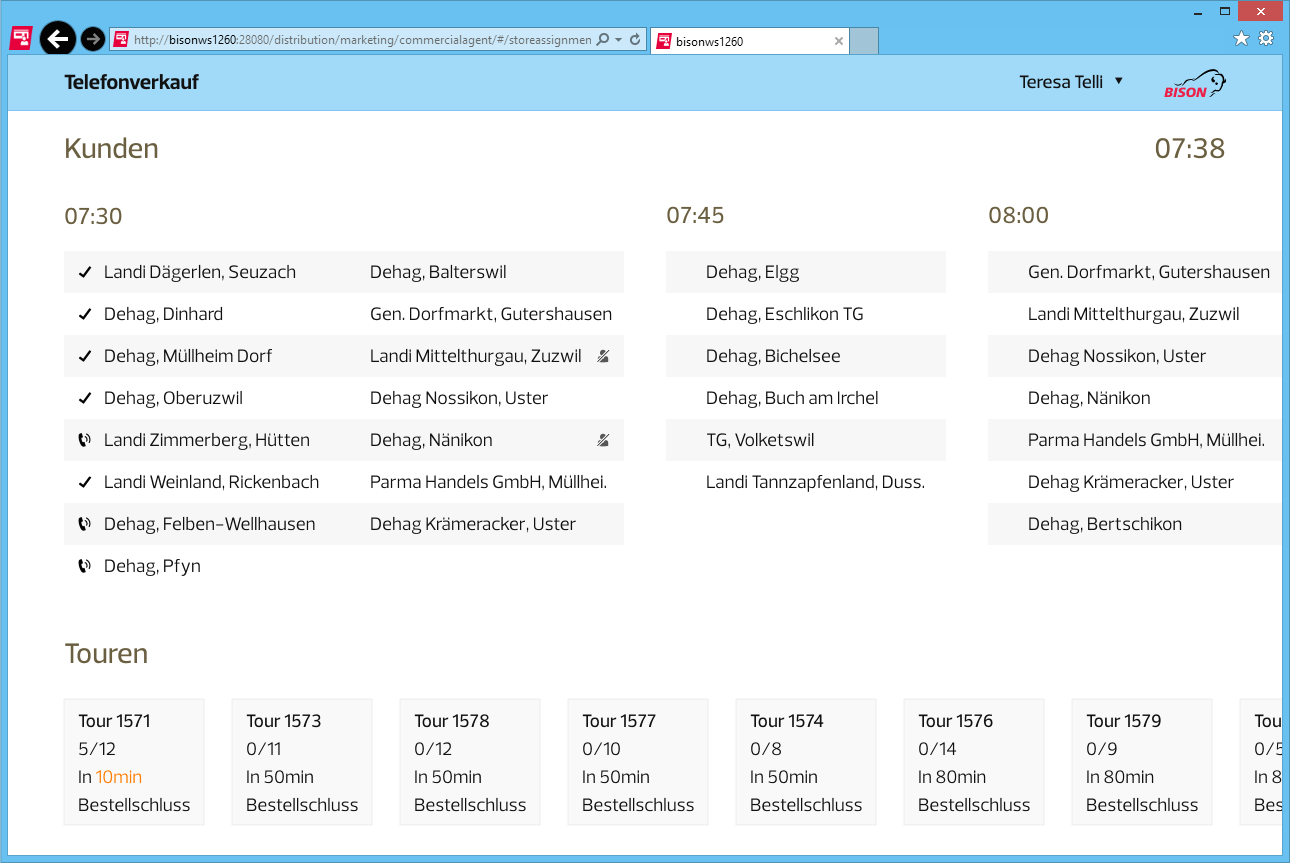 http://bisonws1260:28080/distribution/marketing/commercialagent/#/storeassignmen
bisonws1260
Telefonverkauf
Teresa Telli
BISON
Kunden
07:38
07:30
Landi Dägerlen, Seuzach
Dehag, Balterswil
Dehag, Dinhard
Gen. Dorfmarkt, Gutershausen
Dehag, Müllheim Dorf
Landi Mittelthurgau, Zuzwil
Dehag, Oberuzwil
Dehag Nossikon, Uster
Landi Zimmerberg, Hütten
Dehag, Nänikon
Landi Weinland, Rickenbach
Parma Handels GmbH, Müllhei.
Dehag, Felben-Wellhausen
Dehag Krämeracker, Uster
Dehag, Pfyn
07:45
Dehag, Elgg
Dehag, Eschlikon TG
Dehag, Bichelsee
Dehag, Buch am Irchel
TG, Volketswil
Landi Tannzapfenland, Duss.
08:00
Gen. Dorfmarkt, Gutershausen
Landi Mittelthurgau, Zuzwil
Dehag Nossikon, Uster
Dehag, Nänikon
Parma Handels GmbH, Müllhei.
Dehag Krämeracker, Uster
Dehag, Bertschikon
Touren
Tour 1571
5/12
In 10min
Bestellschluss
Tour 1573
0/11
In 50min
Bestellschluss
Tour 1578
0/12
In 50min
Bestellschluss
Tour 1577
0/10
In 50min
Bestellschluss
Tour 1574
0/8
In 50min
Bestellschluss
Tour 1576
0/14
In 80min
Bestellschluss
Tour 1579
0/9
In 80min
Bestellschluss
Tou
0/5
In 8
Bes